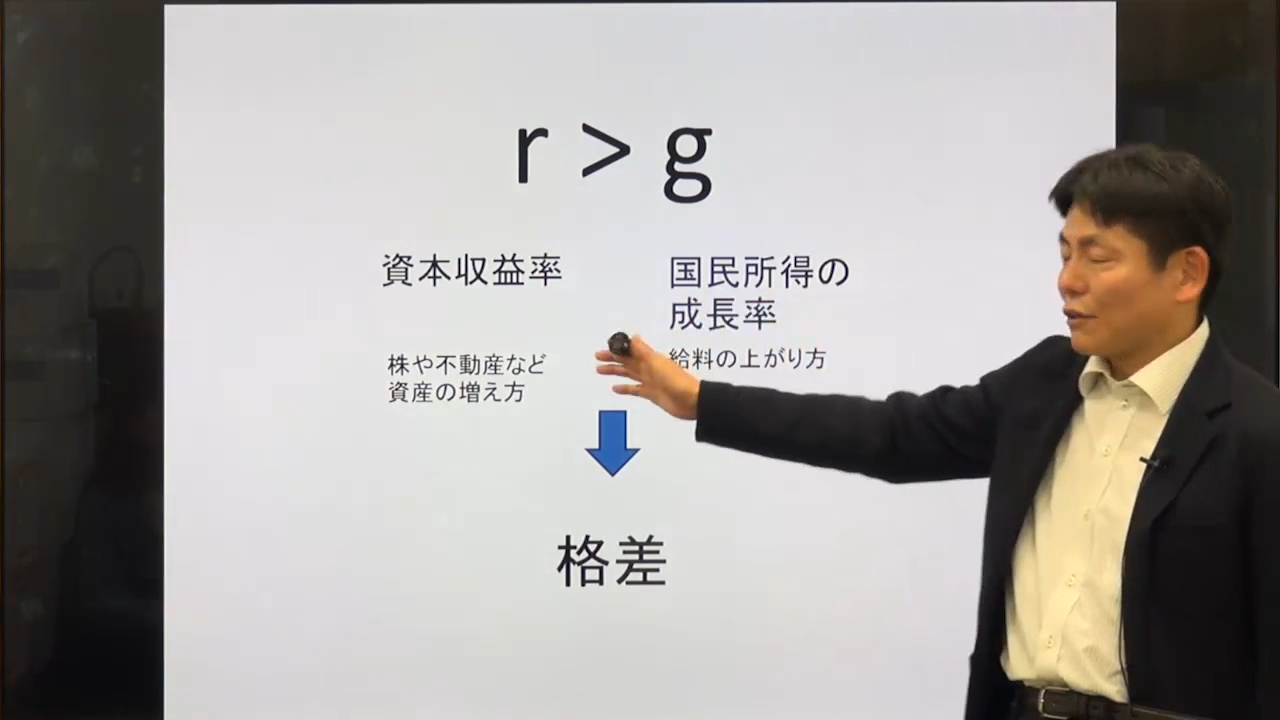 r > g
資本収益率
国民所得の
成長率
株や不動産など
資産の増え方
給料の上がり方
格差